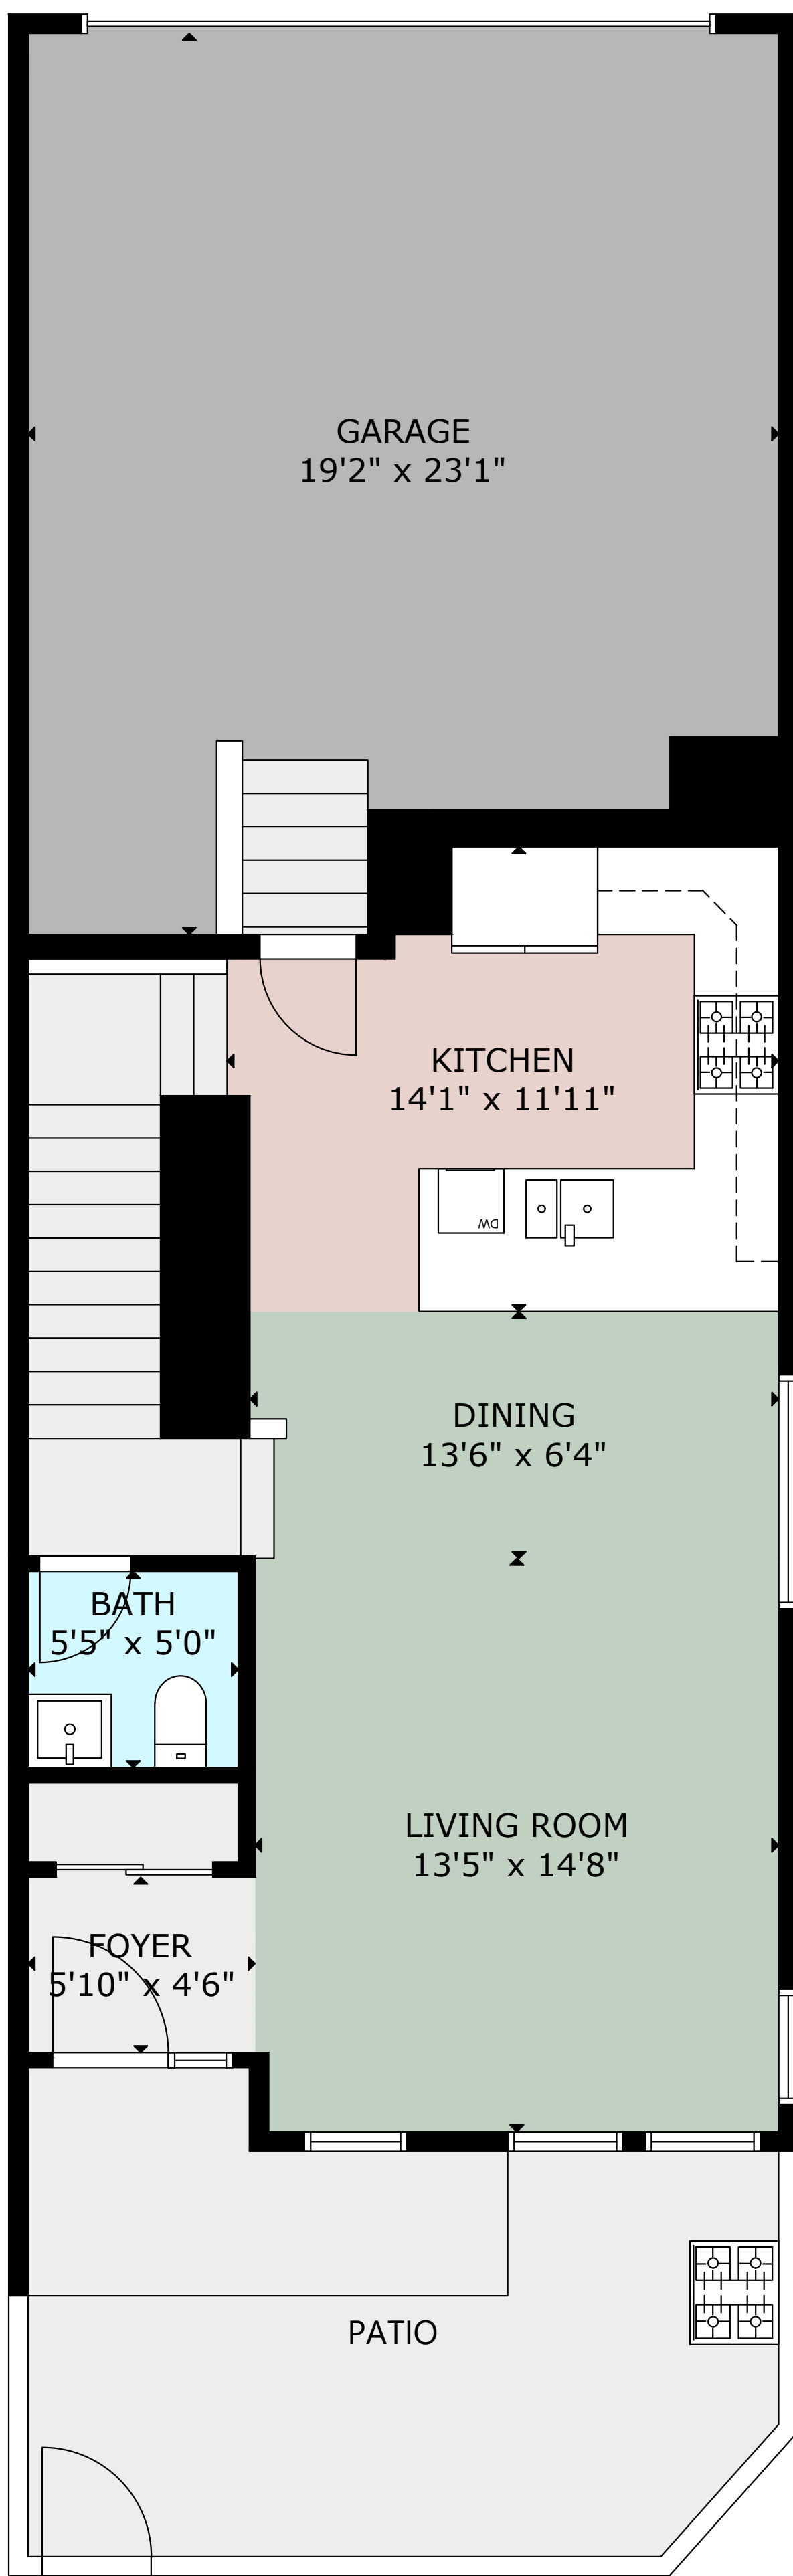 GARAGE
19'2" x 23'1"
KITCHEN
14'1" x 11'11"
DW
DINING
13'6" x 6'4"
BATH
5'5" x 5'0"
LIVING ROOM
13'5" x 14'8"
FOYER
5'10" x 4'6"
PATIO